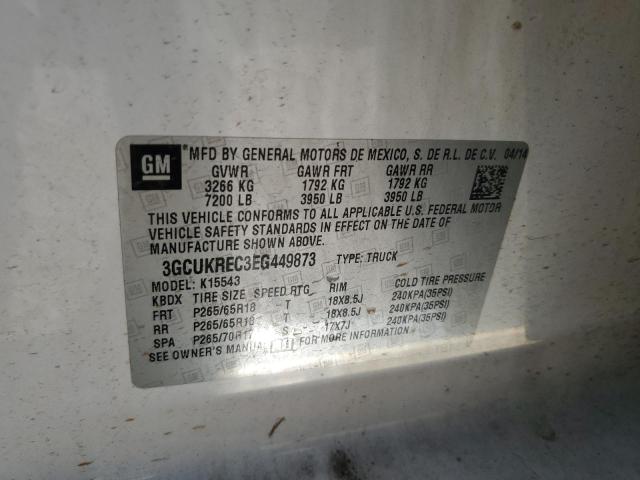 GM *MFD BY GENERAL MOTORS DE MEXICO, S. DE R.L. DE C.V. 04/14
GVWR GAWR FRT GAWR RR
3266 KG 1792 KG 1792 KG
7200 LB 3950 LB 3950 LB
THIS VEHICLE CONFORMS TO ALL APPLICABLE U.S. FEDERAL MOTOR
VEHICLE SAFETY STANDARDS IN EFFECT ON THE DATE OF
MANUFACTURE SHOWN ABOVE.
3GCUKREC3EG449873 TYPE: TRUCK
MODEL: K15543
KBDX TIRE SIZE SPEED RTG RIM COLD TIRE PRESSURE
FRT P265/65R18 T 18X8.5J 240KPA(35PSI)
RR P265/65R18 T 18X8.5J 240KPA(35PSI)
SPA P265/70R17 S 17X7J 240KPA(35PSI)
SEE OWNER'S MANUAL FOR MORE INFORMATION